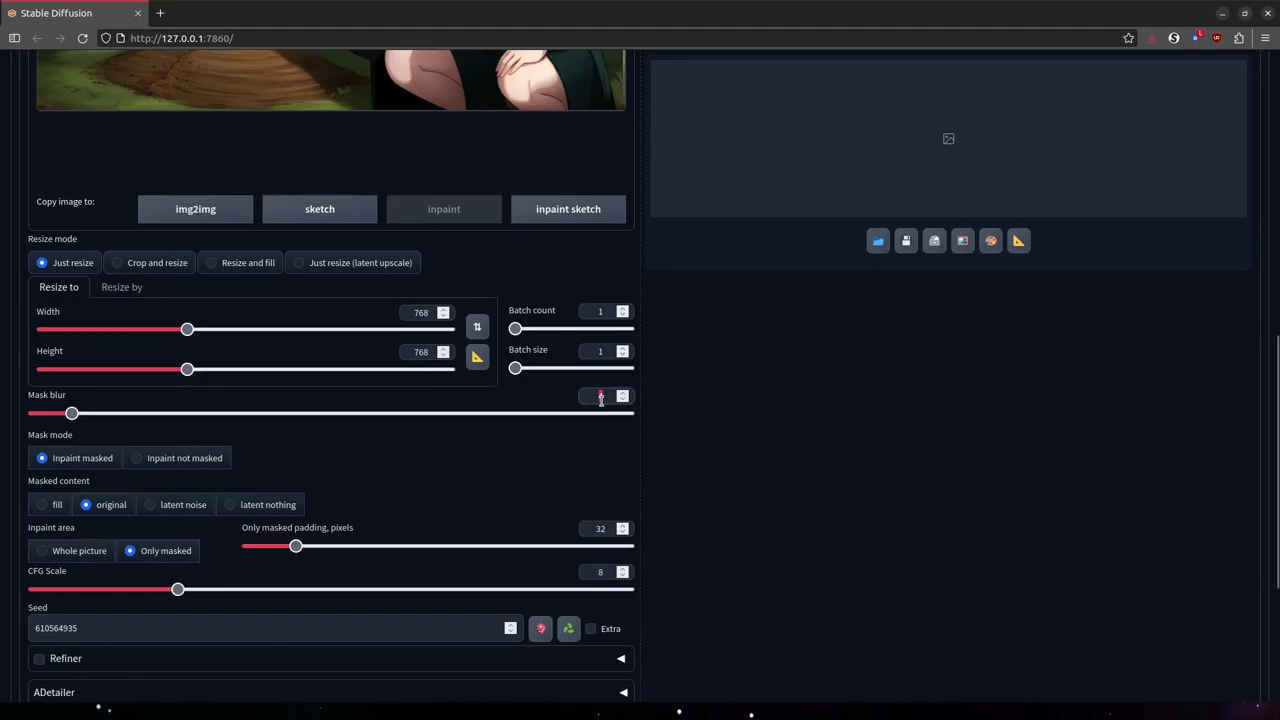 Stable Diffusion
http://127.0.0.1:7860/
Copy image to:
img2img
sketch
inpaint
inpaint sketch
Resize mode
Just resize
Crop and resize
Resize and fill
Just resize (latent upscale)
Resize to
Resize by
Width
768
Batch count
1
Height
768
Batch size
1
Mask blur
Mask mode
Inpaint masked
Inpaint not masked
Masked content
fill
original
latent noise
latent nothing
Inpaint area
Only masked padding, pixels
32
Whole picture
Only masked
CFG Scale
8
Seed
610564935
Extra
Refiner
ADetailer